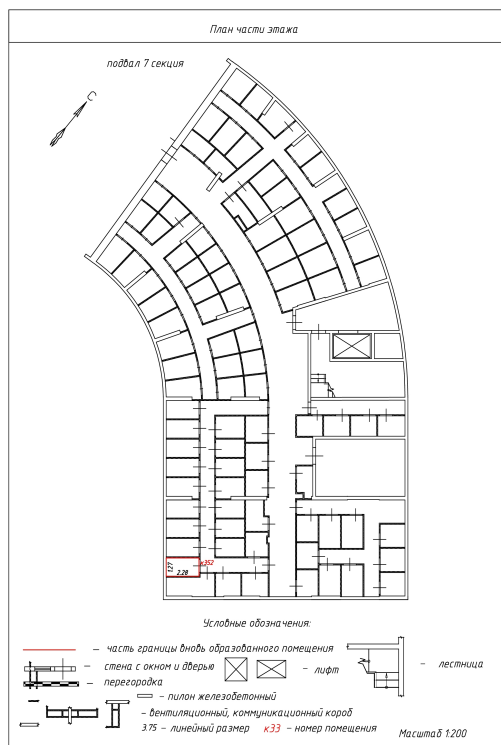 План части этажа
подвал 7 секция
С
1.27
2.28
к352
Условные обозначения:
– часть границы вновь образованного помещения
– стена с окном и дверью
– лифт
– лестница
– перегородка
– пилон железобетонный
– вентиляционный, коммуникационный короб
3.75 – линейный размер к33 – номер помещения
Масштаб 1:200